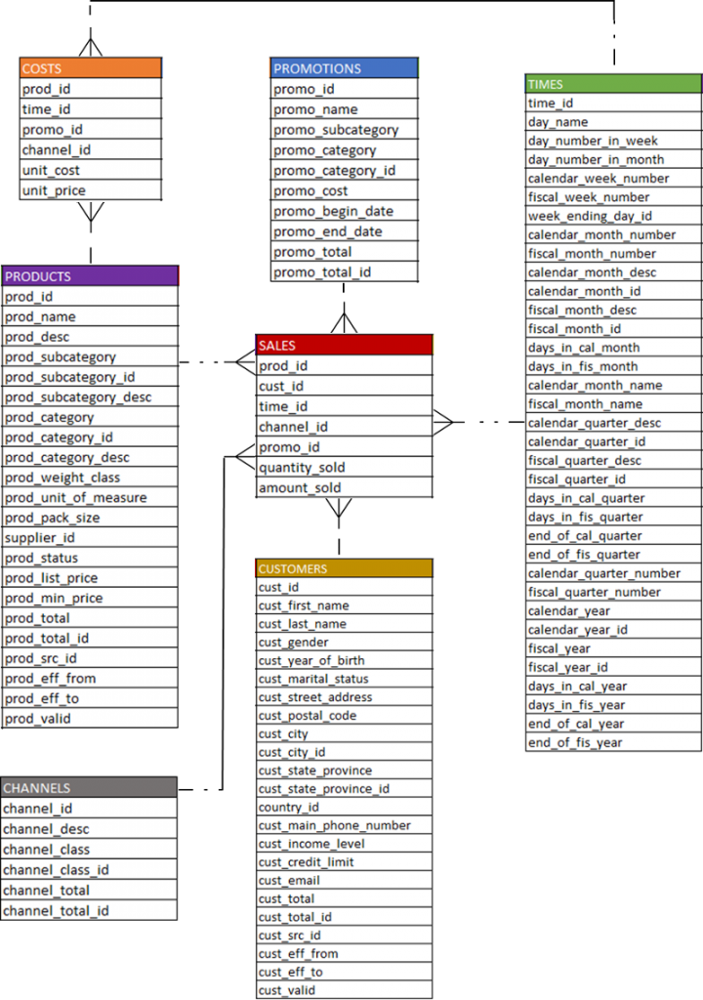 COSTS
prod_id
time_id
promo_id
channel_id
unit_cost
unit_price
PROMOTIONS
promo_id
promo_name
promo_subcategory
promo_category
promo_category_id
promo_cost
promo_begin_date
promo_end_date
promo_total
promo_total_id
TIMES
time_id
day_name
day_number_in_week
day_number_in_month
calendar_week_number
fiscal_week_number
week_ending_day_id
calendar_month_number
fiscal_month_number
calendar_month_desc
calendar_month_id
fiscal_month_desc
fiscal_month_id
days_in_cal_month
days_in_fis_month
calendar_month_name
fiscal_month_name
calendar_quarter_desc
calendar_quarter_id
fiscal_quarter_desc
fiscal_quarter_id
days_in_cal_quarter
days_in_fis_quarter
end_of_cal_quarter
end_of_fis_quarter
calendar_quarter_number
fiscal_quarter_number
calendar_year
calendar_year_id
fiscal_year
fiscal_year_id
days_in_cal_year
days_in_fis_year
end_of_cal_year
end_of_fis_year
PRODUCTS
prod_id
prod_name
prod_desc
prod_subcategory
prod_subcategory_id
prod_subcategory_desc
prod_category
prod_category_id
prod_category_desc
prod_weight_class
prod_unit_of_measure
prod_pack_size
supplier_id
prod_status
prod_list_price
prod_min_price
prod_total
prod_total_id
prod_src_id
prod_eff_from
prod_eff_to
prod_valid
SALES
prod_id
cust_id
time_id
channel_id
promo_id
quantity_sold
amount_sold
CUSTOMERS
cust_id
cust_first_name
cust_last_name
cust_gender
cust_year_of_birth
cust_marital_status
cust_street_address
cust_postal_code
cust_city
cust_city_id
cust_state_province
cust_state_province_id
country_id
cust_main_phone_number
cust_income_level
cust_credit_limit
cust_email
cust_total
cust_total_id
cust_src_id
cust_eff_from
cust_eff_to
cust_valid
CHANNELS
channel_id
channel_desc
channel_class
channel_class_id
channel_total
channel_total_id